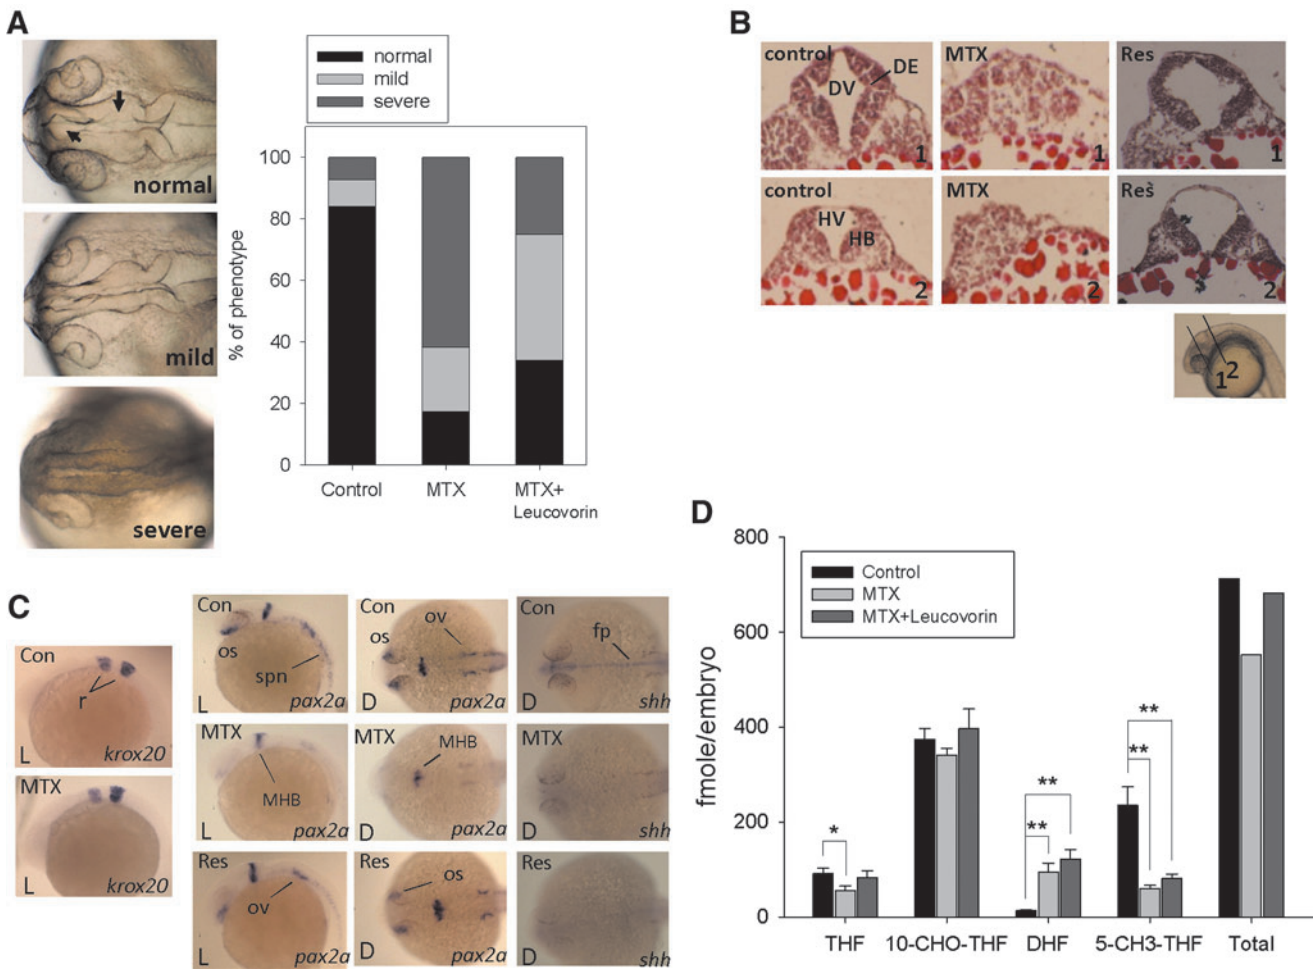 A
normal
mild
severe
normal
mild
severe
100
80
60
40
20
0
% of phenotype
Control
MTX
MTX+
Leucovorin
B
control
DV
DE
1
MTX
1
Res
1
control
HV
HB
2
MTX
2
Res
2
1
2
C
Con
r
L
krox20
MTX
L
krox20
Con
os
spn
L
pax2a
Con
os
ov
D
pax2a
Con
fp
D
shh
MTX
MHB
L
pax2a
MTX
MHB
D
pax2a
MTX
D
shh
Res
ov
L
pax2a
Res
os
D
pax2a
Res
D
shh
D
800
600
400
200
0
fmole/embryo
Control
MTX
MTX+Leucovorin
*
**
**
**
**
THF
10-CHO-THF
DHF
5-CH3-THF
Total